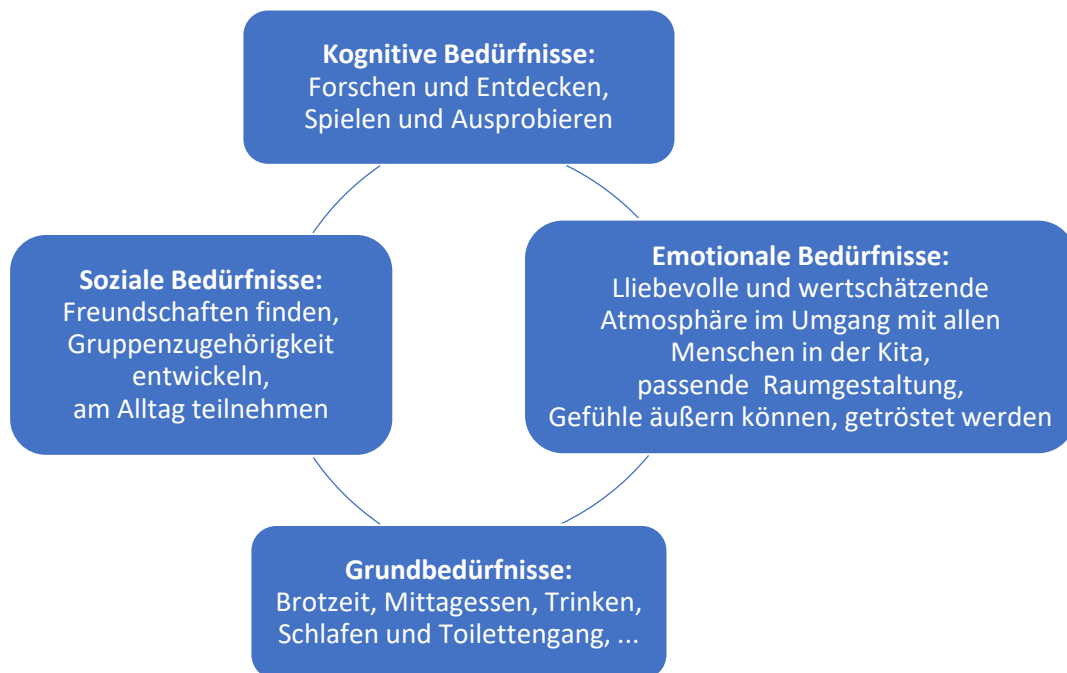 Kognitive Bedürfnisse:
Forschen und Entdecken,
Spielen und Ausprobieren
Soziale Bedürfnisse:
Freundschaften finden,
Gruppenzugehörigkeit
entwickeln,
am Alltag teilnehmen
Emotionale Bedürfnisse:
Lliebevolle und wertschätzende
Atmosphäre im Umgang mit allen
Menschen in der Kita,
passende  Raumgestaltung,
Gefühle äußern können, getröstet werden
Grundbedürfnisse:
Brotzeit, Mittagessen, Trinken,
Schlafen und Toilettengang, ...